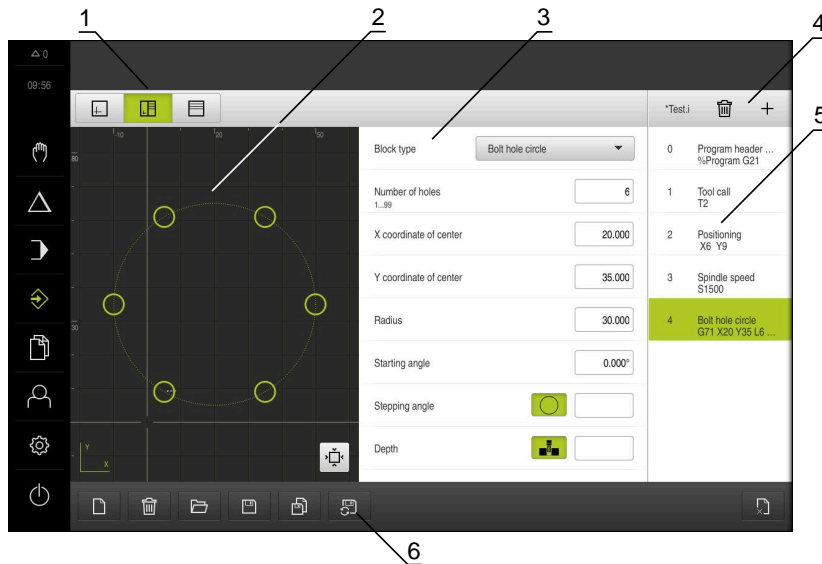 1
2
3
4
5
6
0
09:56
*Test.i
-10
20
50
60
30
Y
X
Block type
Bolt hole circle
Number of holes
1...99
6
X coordinate of center
20.000
Y coordinate of center
35.000
Radius
30.000
Starting angle
0.000°
Stepping angle
Depth
0 Program header ...
%Program G21
1 Tool call
T2
2 Positioning
X6 Y9
3 Spindle speed
S1500
4 Bolt hole circle
G71 X20 Y35 L6 ...